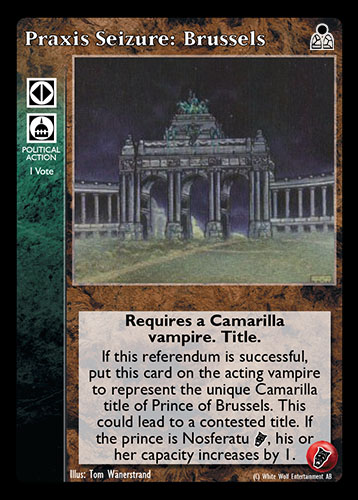 Praxis Seizure: Brussels
POLITICAL
ACTION
1 Vote
Requires a Camarilla
vampire. Title.
If this referendum is successful,
put this card on the acting vampire
to represent the unique Camarilla
title of Prince of Brussels. This
could lead to a contested title. If
the prince is Nosferatu , his or
her capacity increases by 1.
Illus: Tom Wänerstrand
(C) White Wolf Entertainment AB